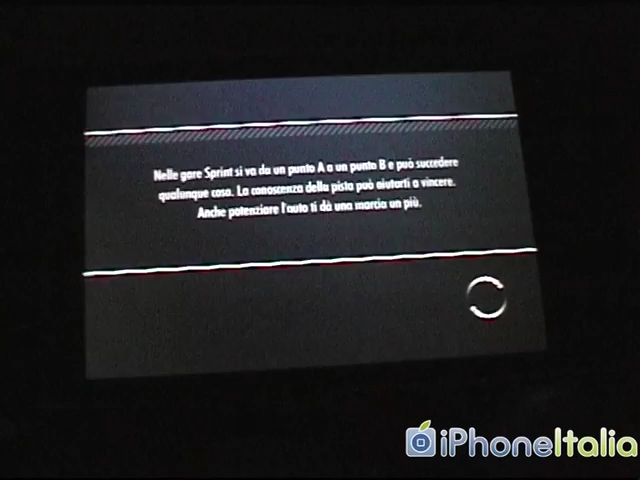 Nelle gare Sprint si va da un punto A a un punto B e può succedere
qualunque cosa. La conoscenza della pista può aiutarti a vincere.
Anche potenziare l'auto ti dà una marcia un più.
iPhoneItalia